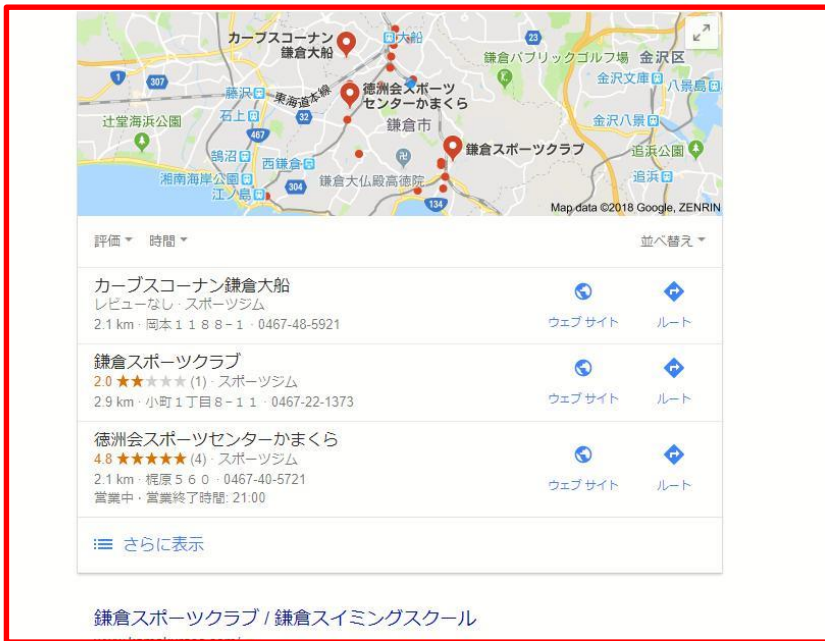 カーブスコーナン
鎌倉大船
大船
23
鎌倉パブリックゴルフ場
金沢区
金沢文庫
八景島
1
307
藤沢
東海道本線
徳洲会スポーツ
センターかまくら
32
石上
辻堂海浜公園
467
鎌倉市
金沢八景
鵠沼
西鎌倉
鎌倉スポーツクラブ
追浜公園
湘南海岸公園
304
鎌倉大仏殿高徳院
追浜
江ノ島
134
Map data ©2018 Google, ZENRIN
評価 時間 並べ替え
カーブスコーナン鎌倉大船
レビューなし · スポーツジム
2.1 km · 岡本１１８８−１ · 0467-48-5921
ウェブサイト ルート
鎌倉スポーツクラブ
2.0 ★★★★★ (1) · スポーツジム
2.9 km · 小町１丁目８−１１ · 0467-22-1373
ウェブサイト ルート
徳洲会スポーツセンターかまくら
4.8 ★★★★★ (4) · スポーツジム
2.1 km · 梶原５６０ · 0467-40-5721
営業中 · 営業終了時間: 21:00
ウェブサイト ルート
さらに表示
鎌倉スポーツクラブ / 鎌倉スイミングスクール